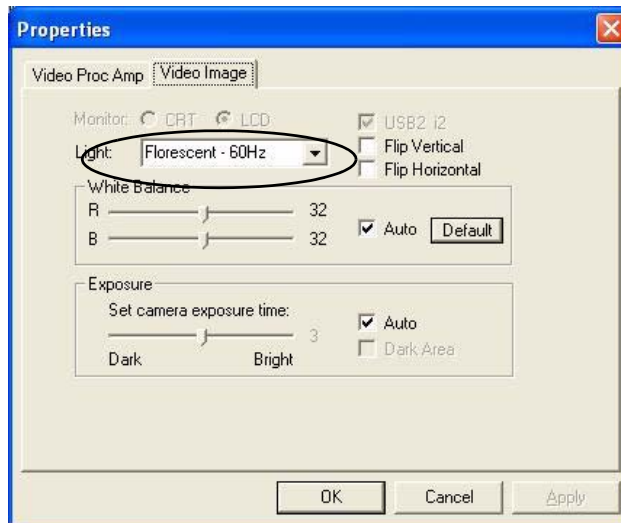 Properties
Video Proc Amp Video Image
Monitor: CRT LCD
USB2 i2
Light: Florescent - 60Hz
Flip Vertical
Flip Horizontal
White Balance
R 32
B 32
Auto Default
Exposure
Set camera exposure time:
3
Auto
Dark Area
Dark Bright
OK Cancel Apply